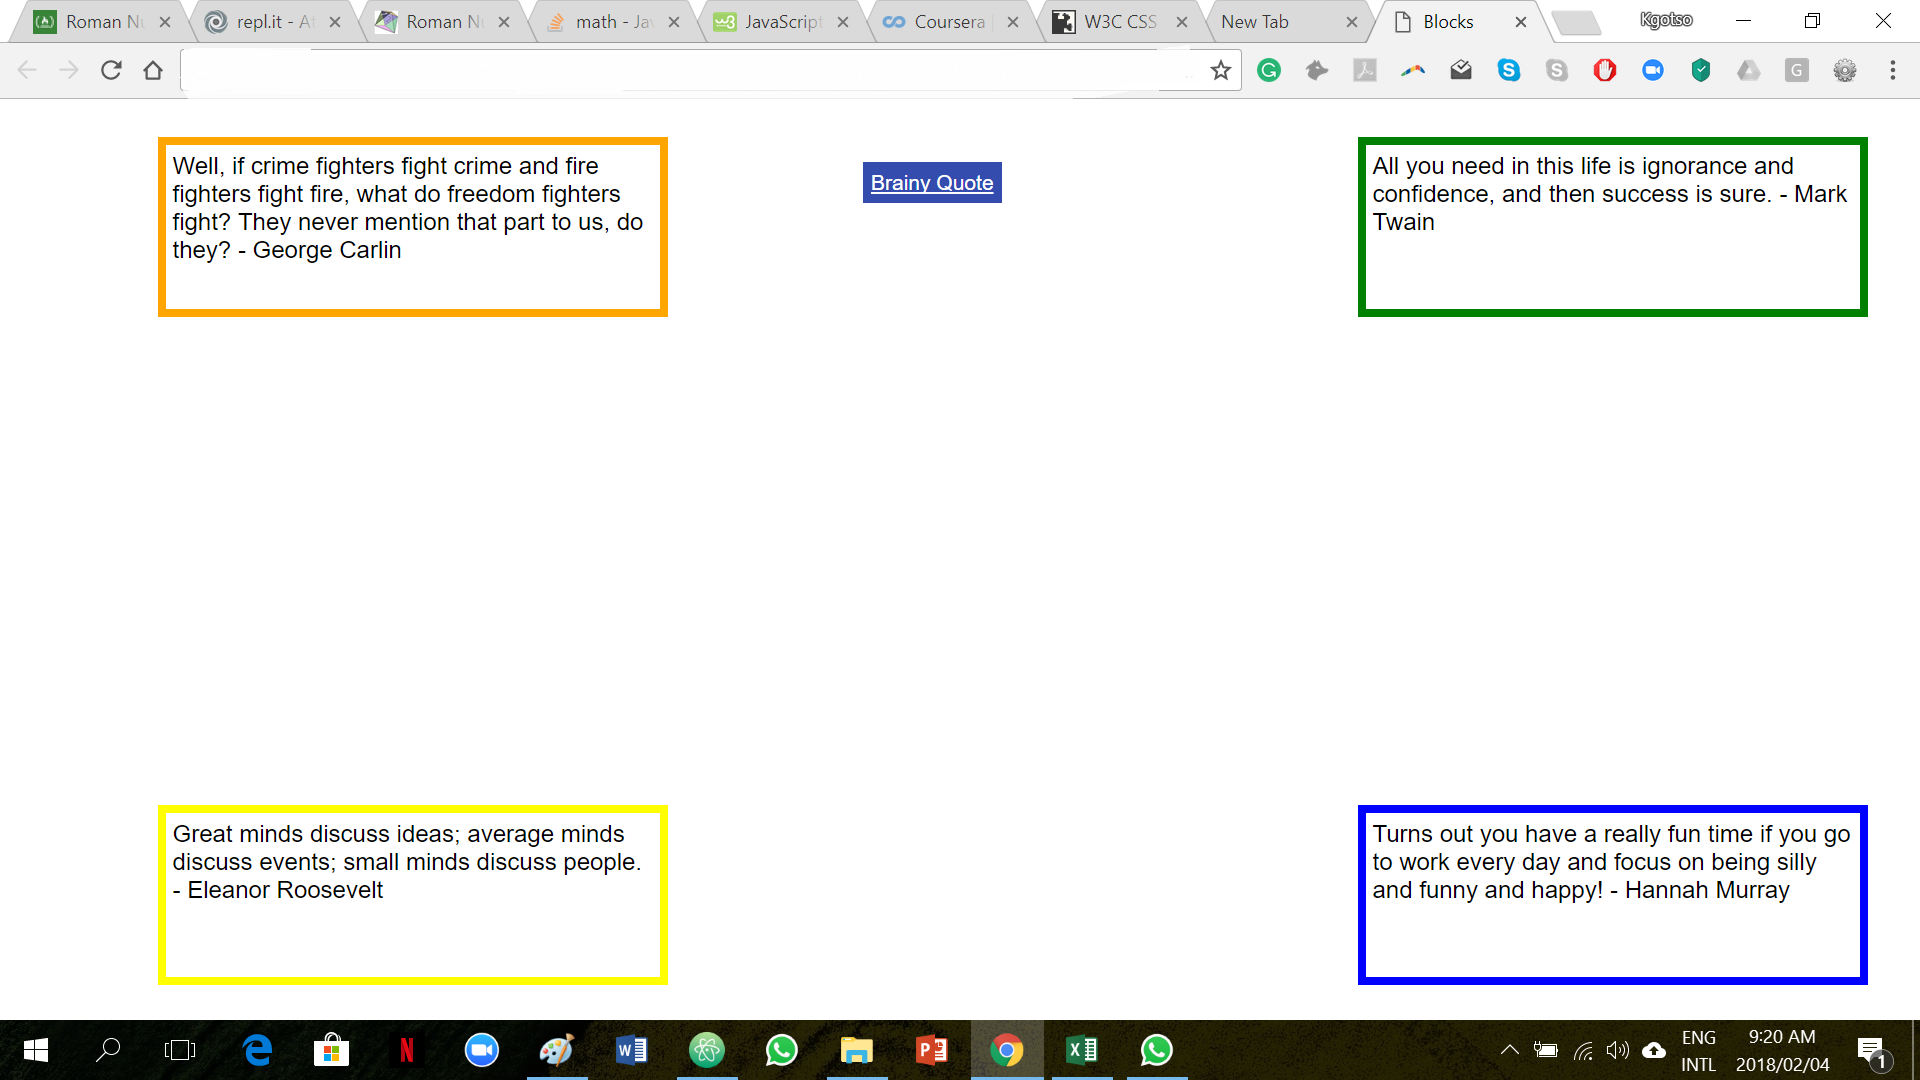 Roman Nu
repl.it - At
Roman Nu
math - Jav
JavaScript
Coursera
W3C CSS
New Tab
Blocks
Kgotso
Well, if crime fighters fight crime and fire
fighters fight fire, what do freedom fighters
fight? They never mention that part to us, do
they? - George Carlin
Brainy Quote
All you need in this life is ignorance and
confidence, and then success is sure. - Mark
Twain
Great minds discuss ideas; average minds
discuss events; small minds discuss people.
- Eleanor Roosevelt
Turns out you have a really fun time if you go
to work every day and focus on being silly
and funny and happy! - Hannah Murray
ENG
INTL
9:20 AM
2018/02/04
1